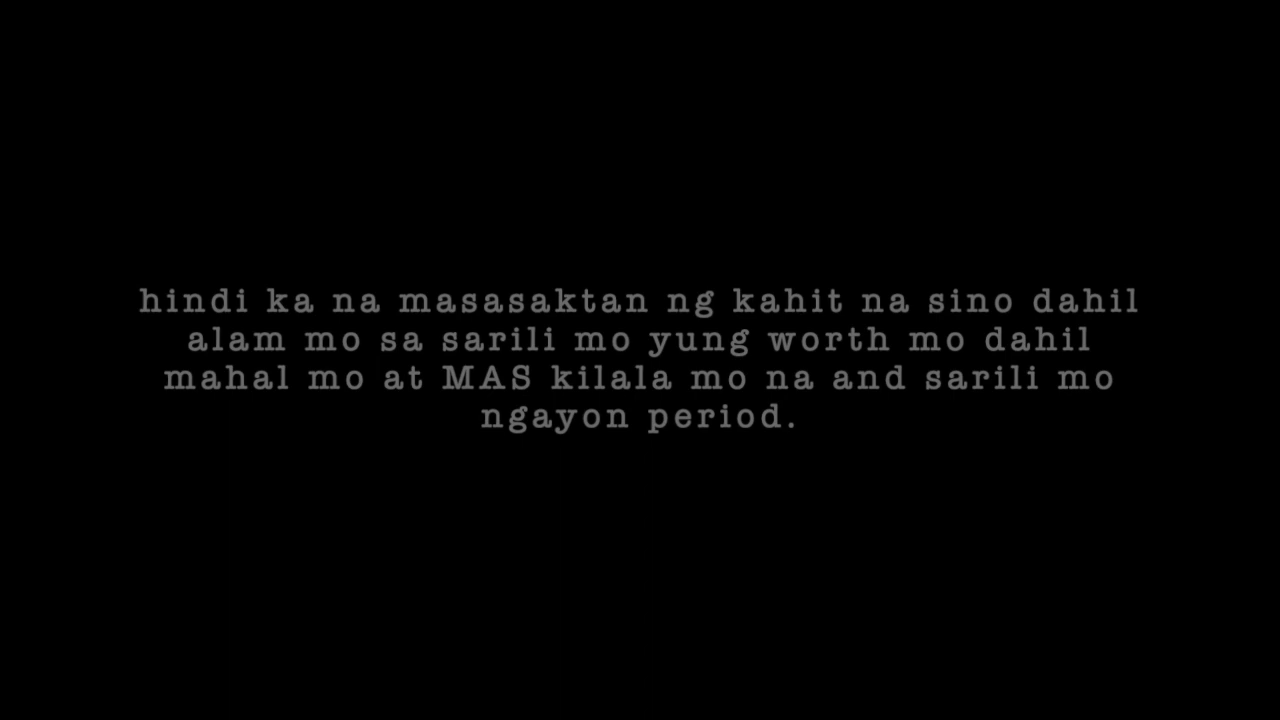 hindi ka na masasaktan ng kahit na sino dahil
alam mo sa sarili mo yung worth mo dahil
mahal mo at MAS kilala mo na and sarili mo
ngayon period.